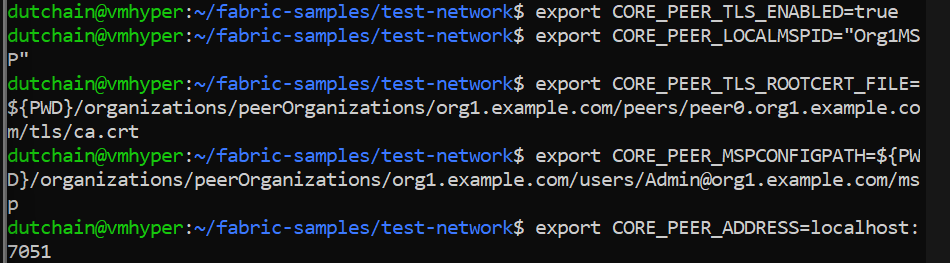 dutchain@vmhyper:~/fabric-samples/test-network$ export CORE_PEER_TLS_ENABLED=true
dutchain@vmhyper:~/fabric-samples/test-network$ export CORE_PEER_LOCALMSPID="Org1MS
P"
dutchain@vmhyper:~/fabric-samples/test-network$ export CORE_PEER_TLS_ROOTCERT_FILE=
${PWD}/organizations/peerOrganizations/org1.example.com/peers/peer0.org1.example.co
m/tls/ca.crt
dutchain@vmhyper:~/fabric-samples/test-network$ export CORE_PEER_MSPCONFIGPATH=${PW
D}/organizations/peerOrganizations/org1.example.com/users/Admin@org1.example.com/ms
p
dutchain@vmhyper:~/fabric-samples/test-network$ export CORE_PEER_ADDRESS=localhost:
7051